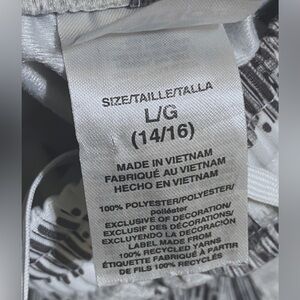 SIZE/TAILLE/TALLA
L/G
(14/16)
MADE IN VIETNAM
FABRIQUÉ AU VIETNAM
HECHO EN VIETNAM
100% POLYESTER/POLYESTER/
poliéster
EXCLUSIVE OF DECORATION/
EXCLUSIF DES DÉCORATIONS/
EXCLUYENDO LA DECORACIÓN
LABEL MADE FROM
100% RECYCLED YARNS
ÉTIQUETTE FABRIQUÉE À PARTIR
DE FILS 100% RECYCLÉS